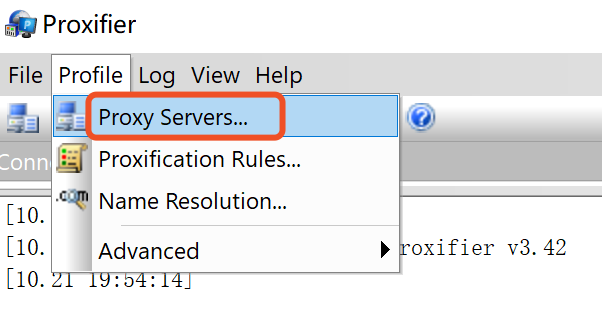 Proxifier
File Profile Log View Help
Proxy Servers...
Conne
Proxification Rules...
Name Resolution...
[10.
Advanced
[10. roxifier v3.42
[10.21 19:54:14]